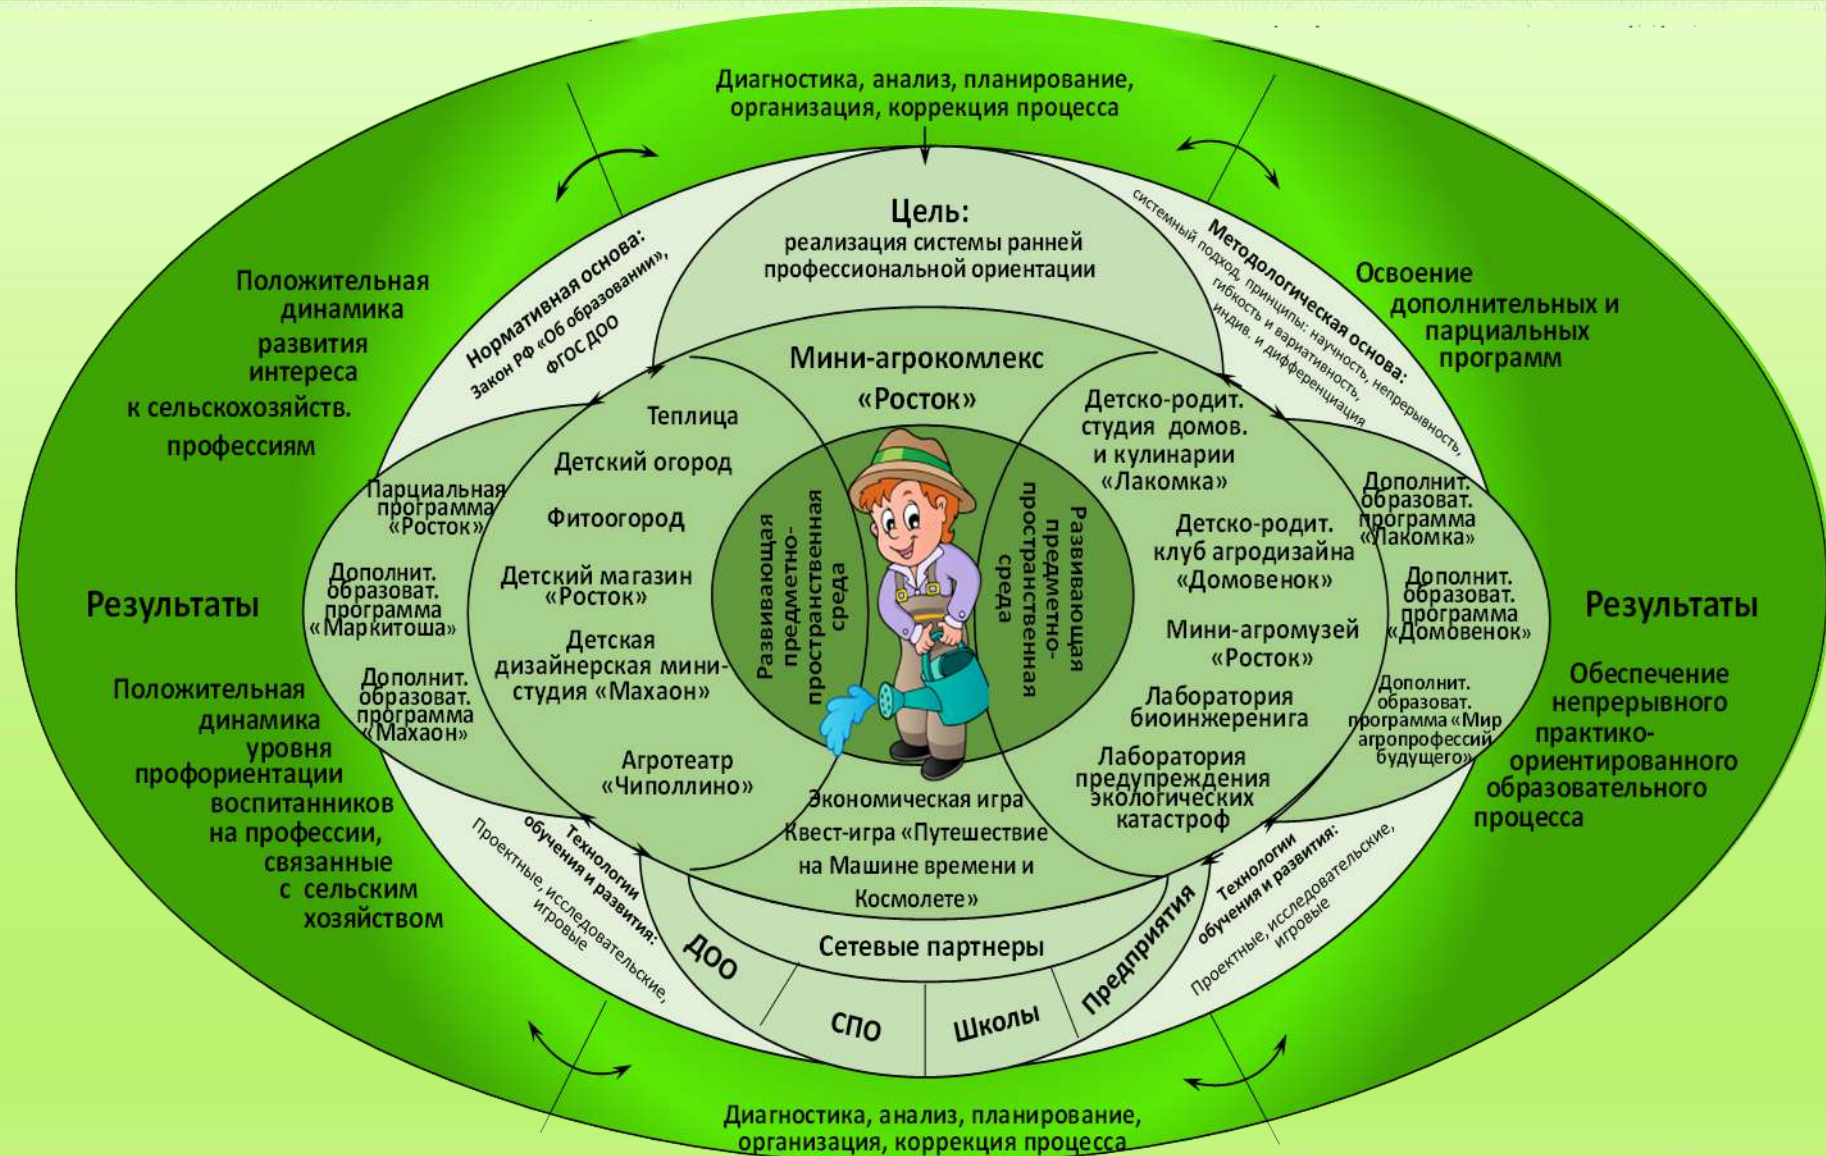 Диагностика, анализ, планирование,
организация, коррекция процесса
Цель:
реализация системы ранней
профессиональной ориентации
Нормативная основа:
Закон РФ «Об образовании»,
ФГОС ДОО
Методологическая основа:
системный подход, принципы: научность, непрерывность,
гибкость и вариативность,
индив. и дифференциация
Положительная
динамика
развития
интереса
к сельскохозяйств.
профессиям
Результаты
Положительная
динамика
уровня
профориентации
воспитанников
на профессии,
связанные
с сельским
хозяйством
Парциальная
программа
«Росток»
Дополнит.
образоват.
программа
«Маркитоша»
Дополнит.
образоват.
программа
«Махаон»
Теплица
Детский огород
Фитоогород
Детский магазин
«Росток»
Детская
дизайнерская мини-
студия «Махаон»
Агротеатр
«Чиполлино»
Мини-агрокомплекс
«Росток»
Развивающая
предметно-
пространственная
среда
Развивающая
предметно-
пространственная
среда
Экономическая игра
Квест-игра «Путешествие
на Машине времени и
Космолете»
Детско-родит.
студия домов.
и кулинарии
«Лакомка»
Детско-родит.
клуб агродизайна
«Домовенок»
Мини-агромузей
«Росток»
Лаборатория
биоинженерига
Лаборатория
предупреждения
экологических
катастроф
Дополнит.
образоват.
программа
«Лакомка»
Дополнит.
образоват.
программа
«Домовенок»
Дополнит.
образоват.
программа «Мир
агропрофессий
будущего»
Освоение
дополнительных и
парциальных
программ
Результаты
Обеспечение
непрерывного
практико-
ориентированного
образовательного
процесса
Технологии
обучения и развития:
Проектные, исследовательские,
игровые
Технологии
обучения и развития:
Проектные, исследовательские,
игровые
Сетевые партнеры
ДОО
СПО
Школы
Предприятия
Диагностика, анализ, планирование,
организация, коррекция процесса